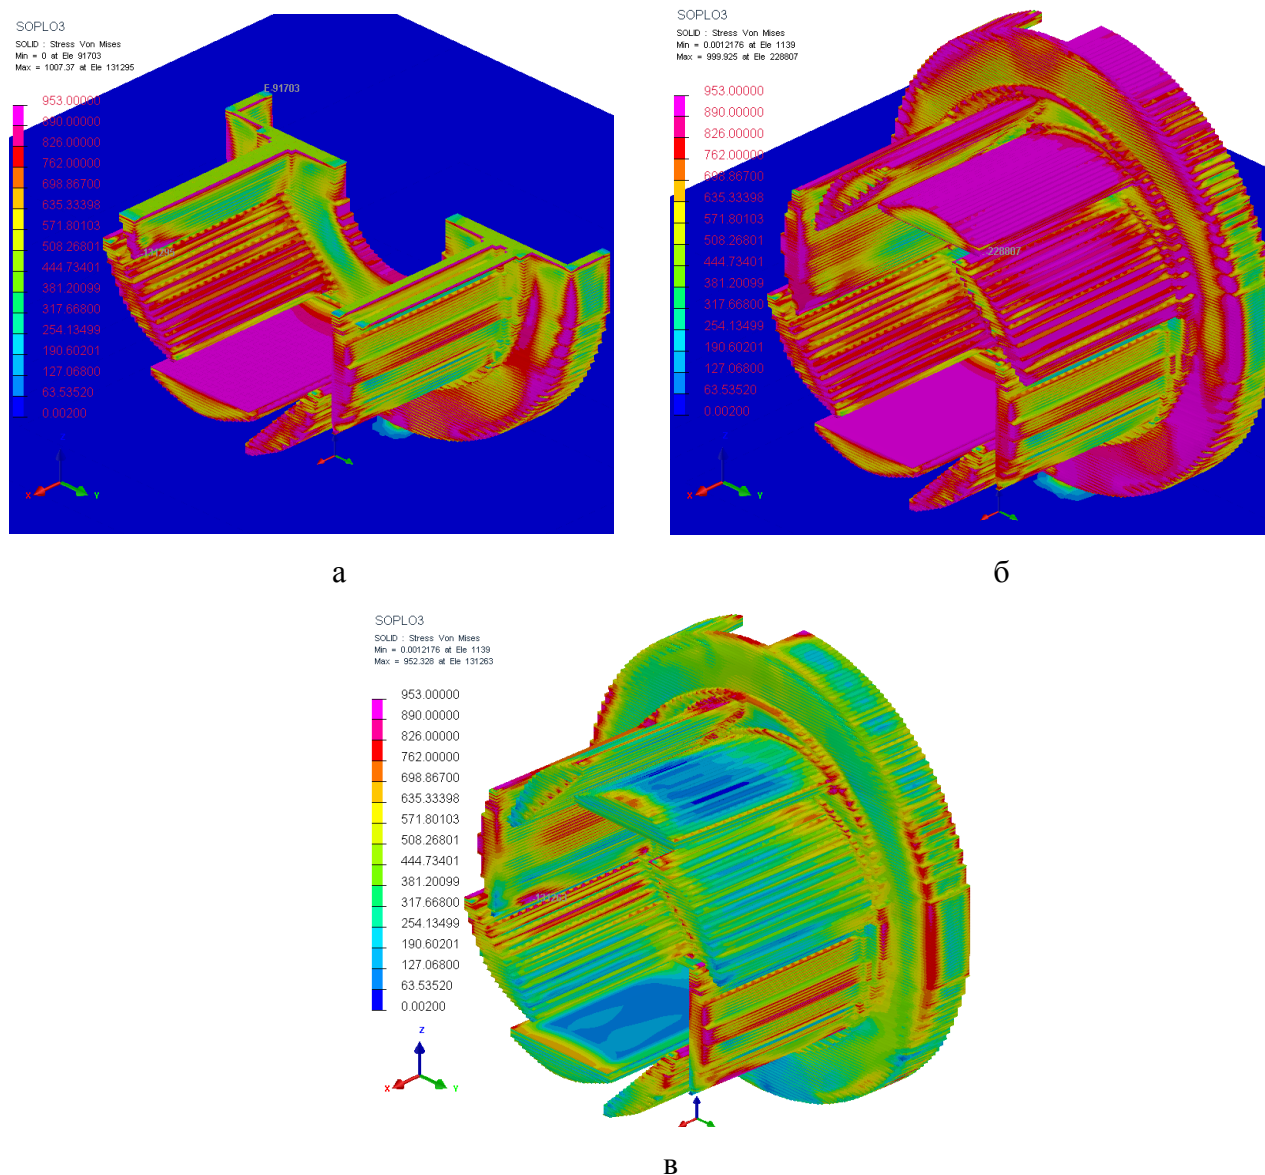 SOPLO3
SOLID : Stress Von Mises
Min = 0 at Ele 91703
Max = 1007.37 at Ele 131295
953.00000
890.00000
826.00000
762.00000
698.86700
635.33398
571.80103
508.26801
444.73401
381.20099
317.66800
254.13499
190.60201
127.06800
63.53520
0.00200
E 91703
X
Y
а
SOPLO3
SOLID : Stress Von Mises
Min = 0.0012176 at Ele 1139
Max = 999.925 at Ele 228807
953.00000
890.00000
826.00000
762.00000
698.86700
635.33398
571.80103
508.26801
444.73401
381.20099
317.66800
254.13499
190.60201
127.06800
63.53520
0.00200
228807
X
Y
б
SOPLO3
SOLID : Stress Von Mises
Min = 0.0012176 at Ele 1139
Max = 952.328 at Ele 131263
953.00000
890.00000
826.00000
762.00000
698.86700
635.33398
571.80103
508.26801
444.73401
381.20099
317.66800
254.13499
190.60201
127.06800
63.53520
0.00200
Z
X
Y
в